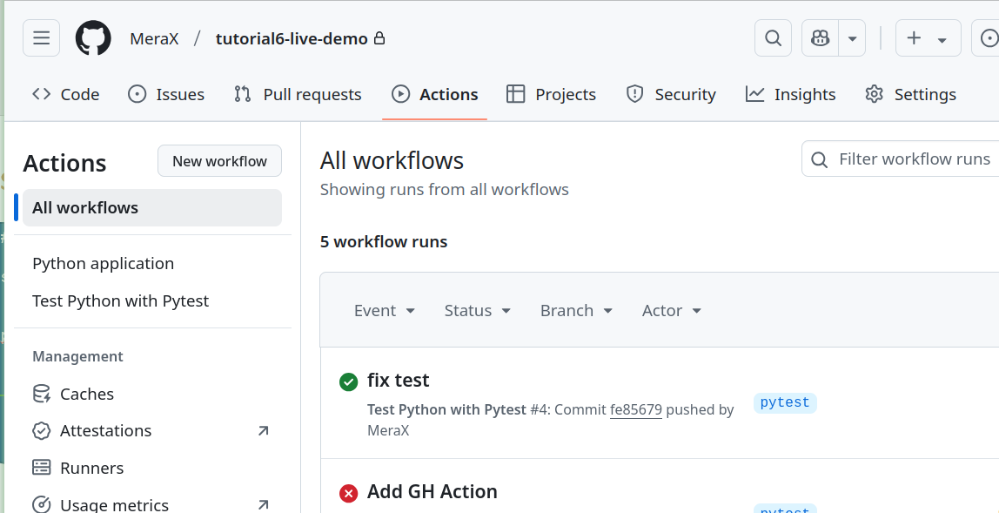 MeraX / tutorial6-live-demo
Code Issues Pull requests Actions Projects Security Insights Settings
Actions
New workflow
All workflows
Python application
Test Python with Pytest
Management
Caches
Attestations
Runners
Usage metrics
All workflows
Showing runs from all workflows
Filter workflow runs
5 workflow runs
Event Status Branch Actor
fix test
Test Python with Pytest #4: Commit fe85679 pushed by
MeraX
pytest
Add GH Action
pytest